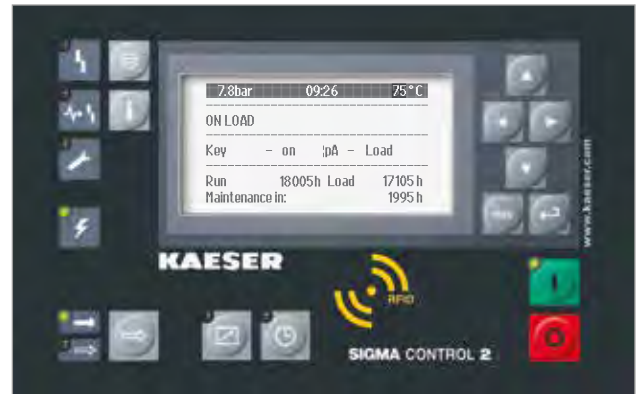 7.8bar 09:26 75°C
ON LOAD
Key - on ¦pA - Load
Run 18005h Load 17105h
Maintenance in: 1995h
www.kaeser.com
KAESER
RFID
I
SIGMA CONTROL 2
O